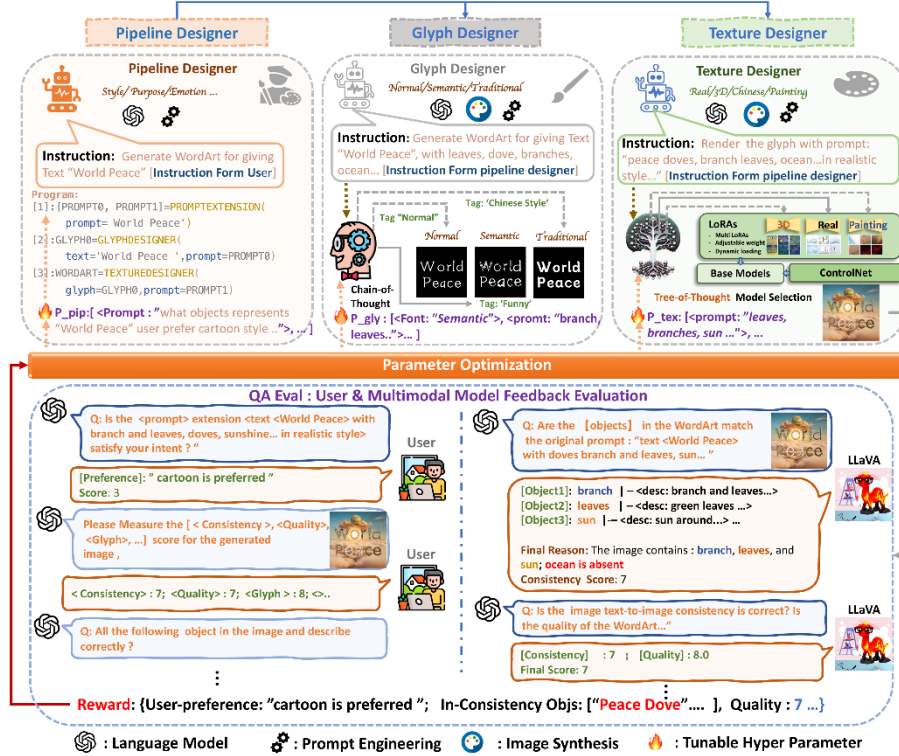 Pipeline Designer
Glyph Designer
Texture Designer
Pipeline Designer
Style/ Purpose/Emotion ...
Instruction: Generate WordArt for giving
Text "World Peace" [Instruction Form User]
Program:
[1]:[PROMPT0, PROMPT1]=PROMPTEXTENSION(
prompt= World Peace')
[2]:GLYPH0=GLYPHDESIGNER(
text='World Peace ',prompt=PROMPT0)
[3]:WORDART=TEXTUREDESIGNER(
glyph=GLYPH0,prompt=PROMPT1)
P_pip:[ <Prompt : "what objects represents
"World Peace" user prefer cartoon style ..">, ... ]
Glyph Designer
Normal/Semantic/Traditional
Instruction: Generate WordArt for giving Text
"World Peace", with leaves, dove, branches,
ocean... [Instruction Form pipeline designer]
Tag: 'Chinese Style'
Tag "Normal"
Normal
Semantic
Traditional
World
Peace
World
Peace
World
Peace
Chain-of-
Thought
Tag: 'Funny'
P_gly : [<Font: "Semantic">, <promt: "branch,
leaves..">... ]
Texture Designer
Real/3D/Chinese/Painting
Instruction: Render the glyph with prompt:
"peace doves, branch leaves, ocean...in realistic
style..." [Instruction Form pipeline designer]
LoRAs
- Multi LoRAs
- Adjustable weight
- Dynamic loading
3D
Real
Painting
Base Models
ControlNet
Tree-of-Thought Model Selection
World
Peace
P_tex: [<prompt: "leaves,
branches, sun ...">, ...
Parameter Optimization
QA Eval : User & Multimodal Model Feedback Evaluation
Q: Is the <prompt> extension <text <World Peace> with
branch and leaves, doves, sunshine... in realistic style>
satisfy your intent ? "
User
[Preference]: " cartoon is preferred "
Score: 3
Please Measure the [ < Consistency >, <Quality>,
<Glyph>, ...] score for the generated
image ,
World
Peace
User
< Consistency> : 7; <Quality> : 7; <Glyph > : 8; <>..
Q: All the following object in the image and describe
correctly ?
Q: Are the 【objects】 in the WordArt match
the original prompt : "text <World Peace>
with doves branch and leaves, sun... "
World
Peace
LLaVA
[Object1]: branch | – <desc: branch and leaves...>
[Object2]: leaves | – <desc: green leaves ...>
[Object3]: sun | –– <desc: sun around...> ...
Final Reason: The image contains : branch, leaves, and
sun; ocean is absent
Consistency Score: 7
Q: Is the image text-to-image consistency is correct? Is
the quality of the WordArt..."
LLaVA
[Consistency] : 7 ; [Quality] : 8.0
Final Score: 7
Reward: {User-preference: "cartoon is preferred "; In-Consistency Objs: ["Peace Dove".... ], Quality : 7 ...}
: Language Model
: Prompt Engineering
: Image Synthesis
: Tunable Hyper Parameter